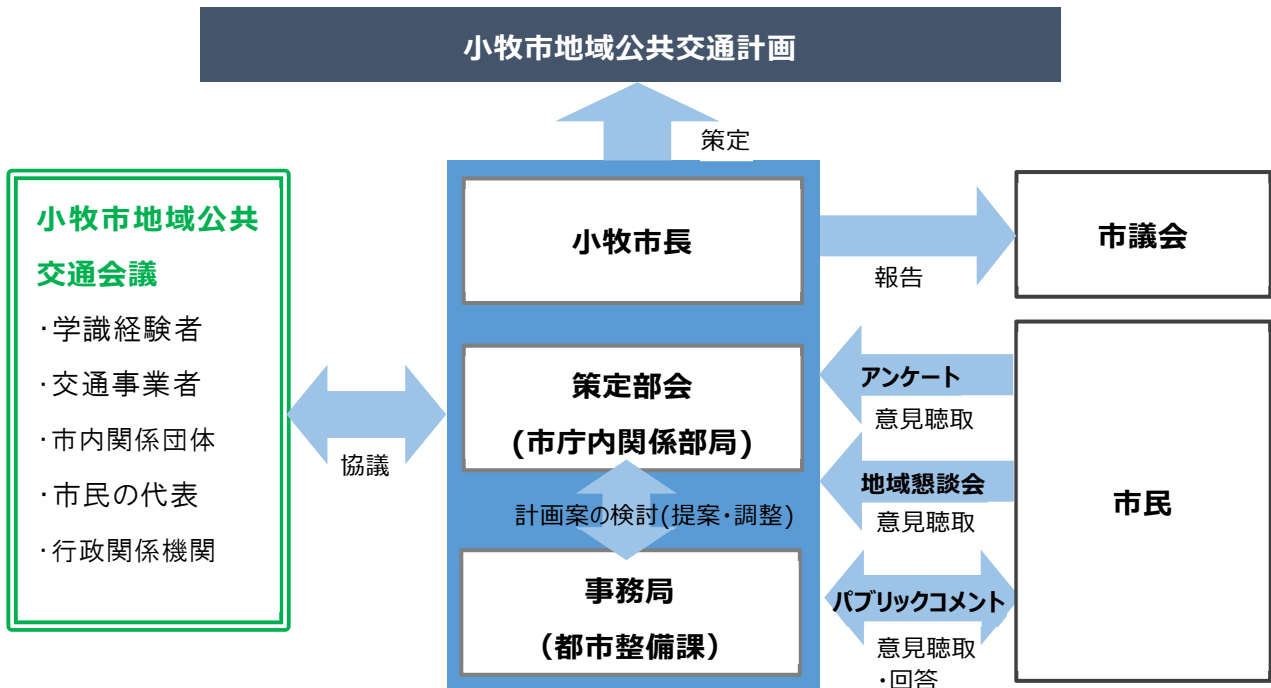 小牧市地域公共交通計画
策定
小牧市地域公共
交通会議
・学識経験者
・交通事業者
・市内関係団体
・市民の代表
・行政関係機関
協議
小牧市長
策定部会
(市庁内関係部局)
計画案の検討(提案・調整)
事務局
（都市整備課）
報告
市議会
アンケート
意見聴取
地域懇談会
意見聴取
パブリックコメント
意見聴取
・回答
市民